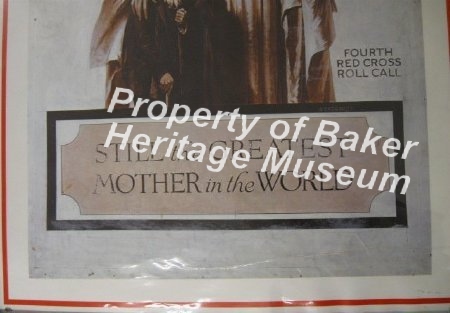 FOURTH
RED CROSS
ROLL CALL
Property of Baker
Heritage Museum
STILL the GREATEST
MOTHER in the WORLD